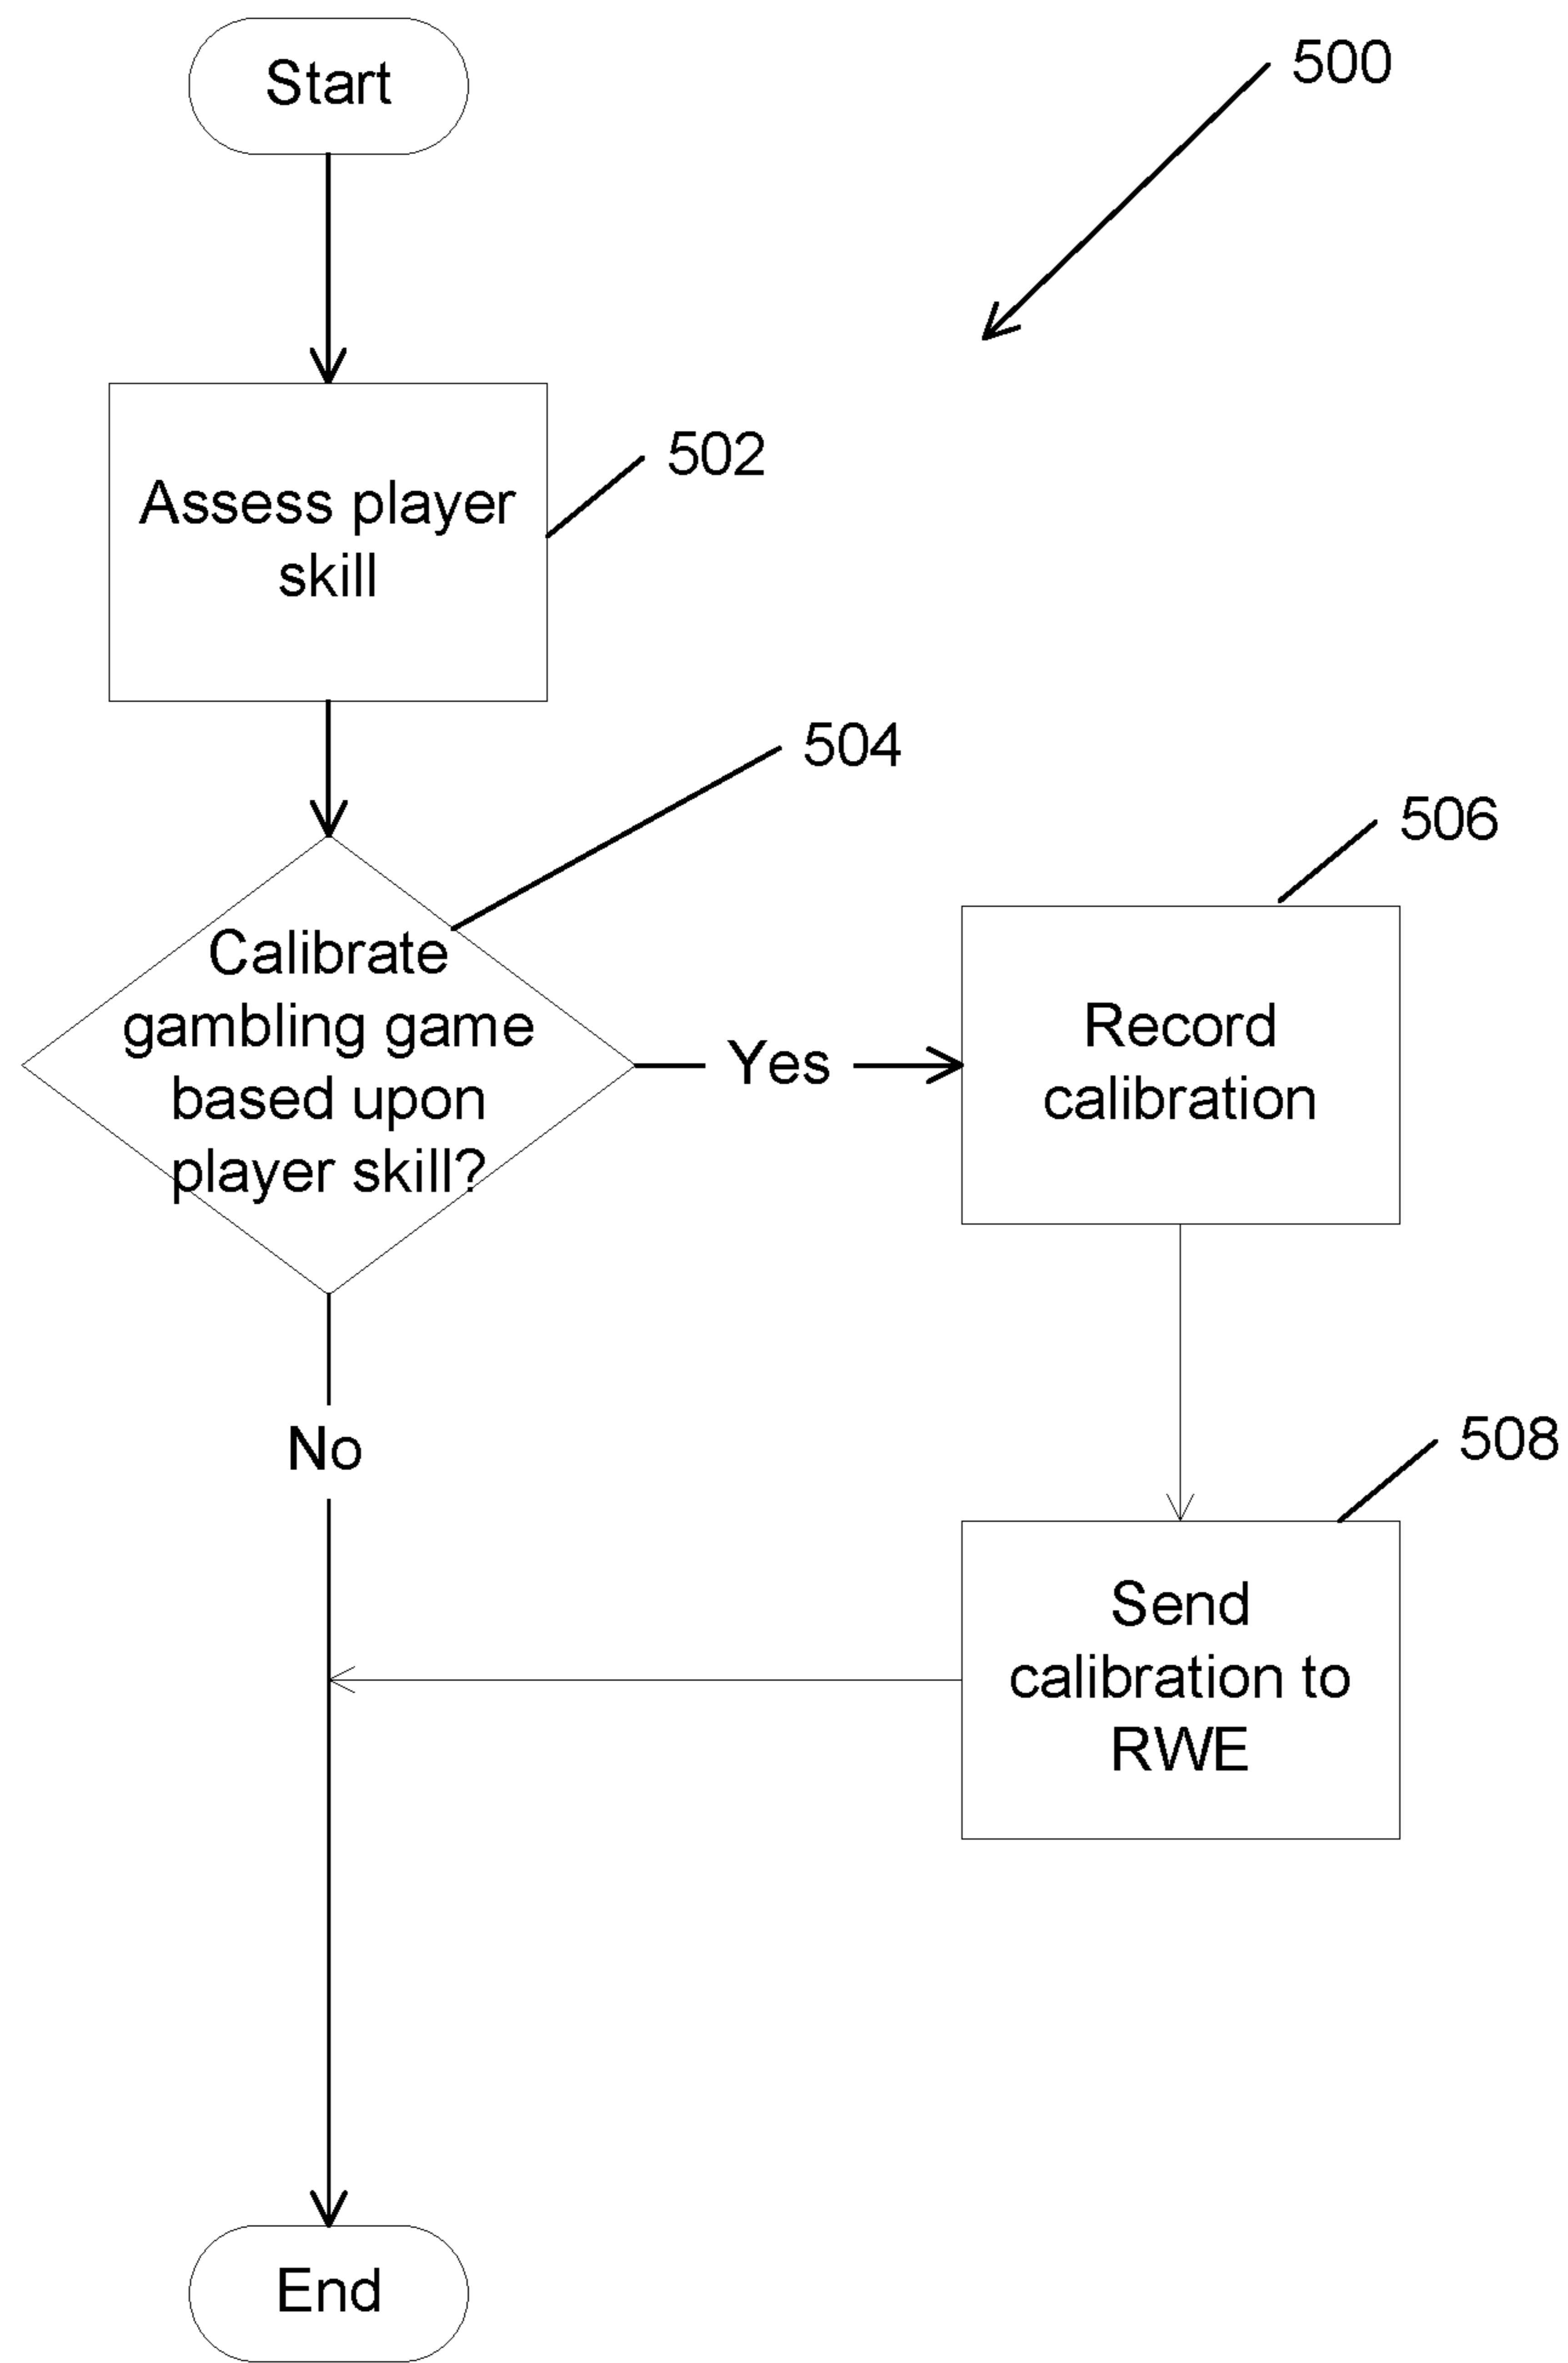 Start
500
Assess player
skill
502
504
Calibrate
gambling game
based upon
player skill?
Yes
506
Record
calibration
No
508
Send
calibration to
RWE
End